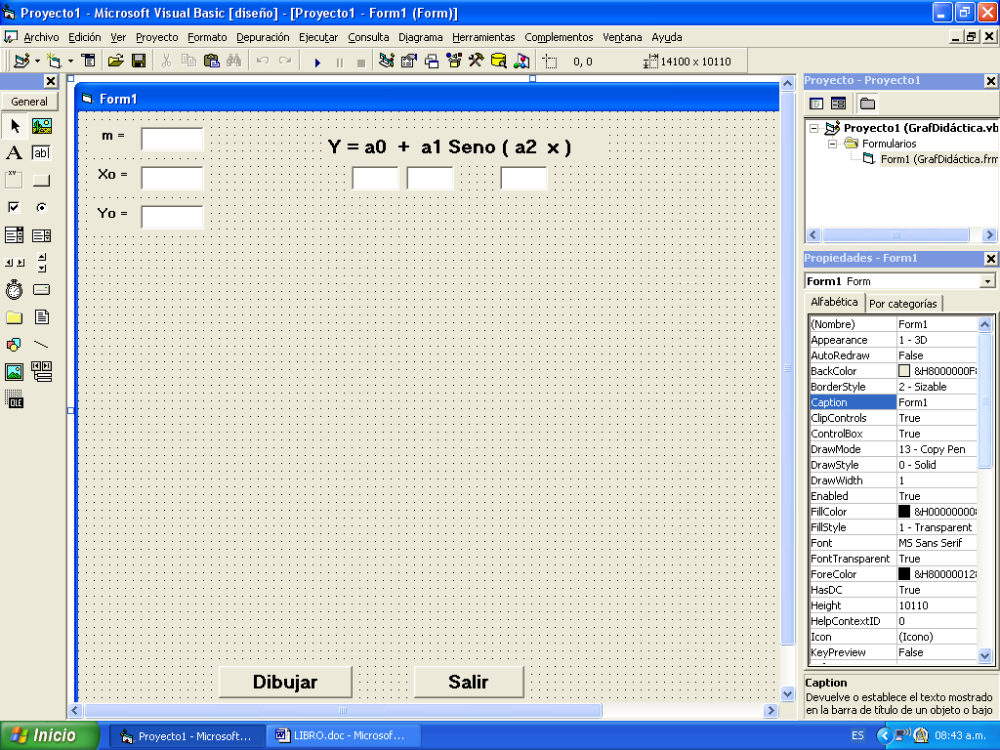 Proyecto1 - Microsoft Visual Basic [diseño] - [Proyecto1 - Form1 (Form)]
Archivo Edición Ver Proyecto Formato Depuración Ejecutar Consulta Diagrama Herramientas Complementos Ventana Ayuda
0, 0 14100 x 10110
General
A ab|
xy
OLE
Form1
m =
Xo =
Yo =
Y = a0 + a1 Seno ( a2 x )
Dibujar Salir
Proyecto - Proyecto1
Proyecto1 (GrafDidáctica.vb
Formularios
Form1 (GrafDidáctica.frm
Propiedades - Form1
Form1 Form
Alfabética Por categorías
(Nombre) Form1
Appearance 1 - 3D
AutoRedraw False
BackColor &H8000000F&
BorderStyle 2 - Sizable
Caption Form1
ClipControls True
ControlBox True
DrawMode 13 - Copy Pen
DrawStyle 0 - Solid
DrawWidth 1
Enabled True
FillColor &H00000000&
FillStyle 1 - Transparent
Font MS Sans Serif
FontTransparent True
ForeColor &H80000012&
HasDC True
Height 10110
HelpContextID 0
Icon (Icono)
KeyPreview False
Caption
Devuelve o establece el texto mostrado
en la barra de título de un objeto o bajo
Inicio Proyecto1 - Microsoft... LIBRO.doc - Microsof... ES 08:43 a.m.